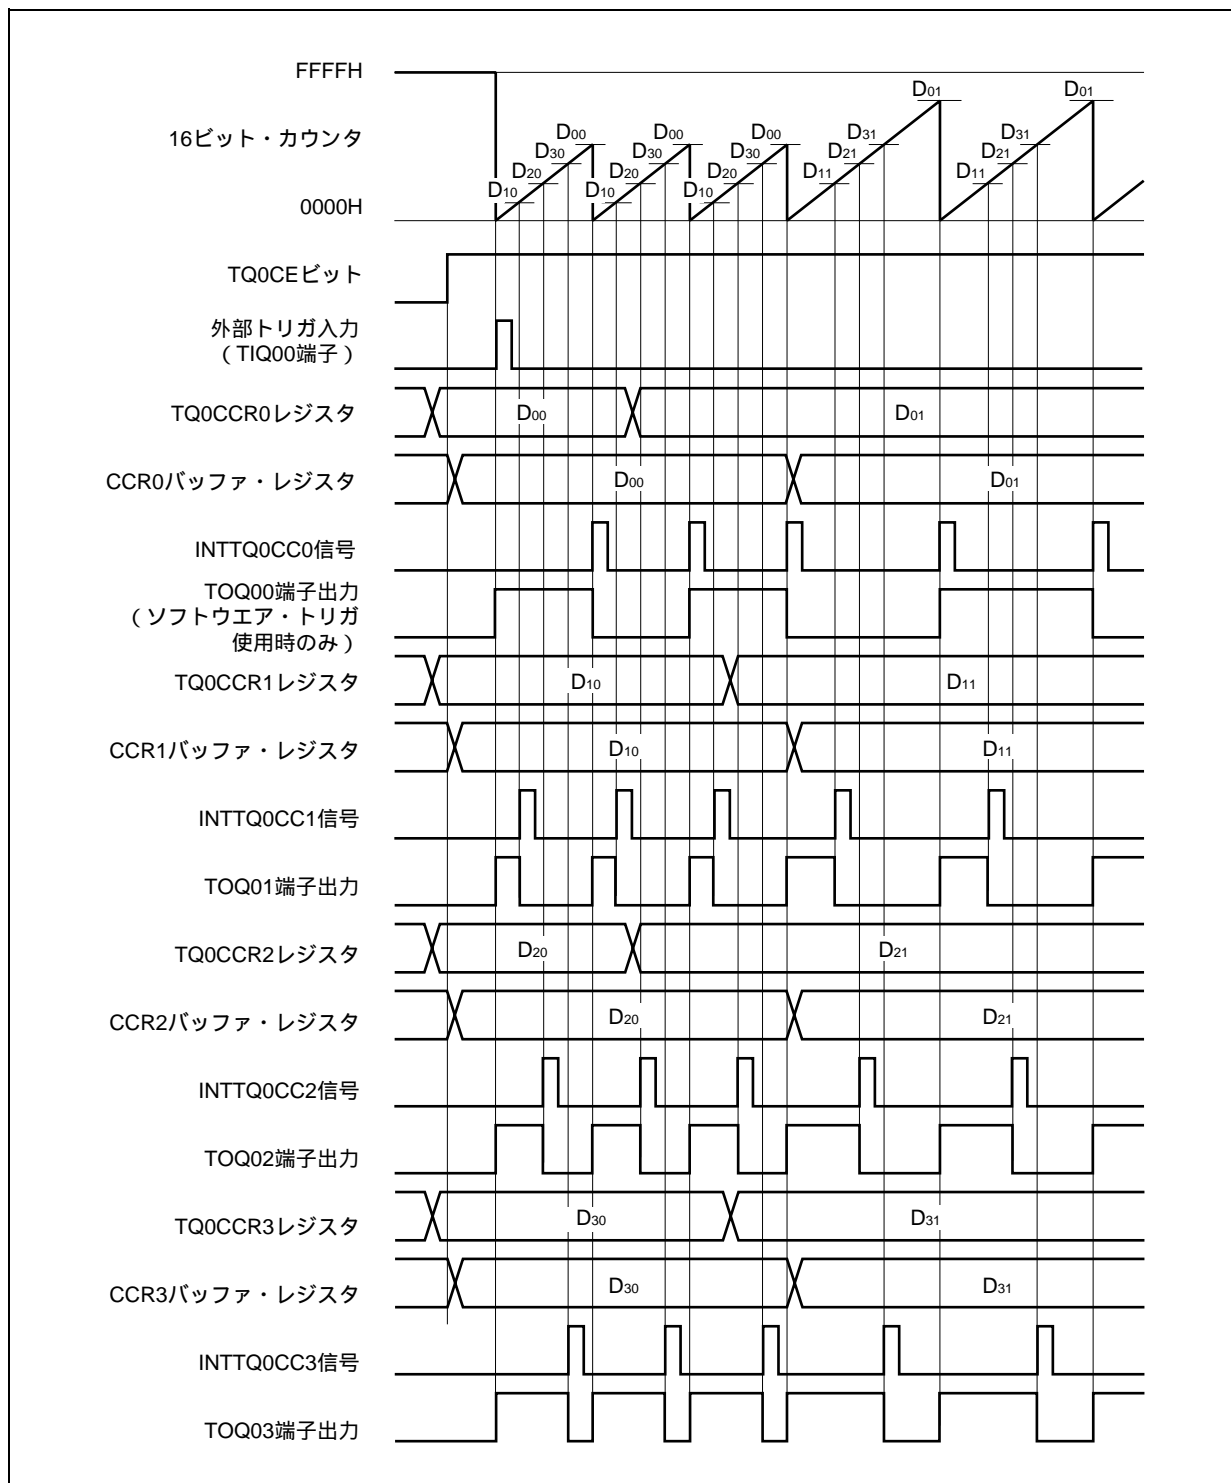 FFFFH
16ビット・カウンタ
0000H
D00 D00 D00 D01 D01
D30 D30 D30 D31 D31
D20 D20 D20 D21 D21
D10 D10 D10 D11 D11
TQ0CEビット
外部トリガ入力
（TIQ00端子）
TQ0CCR0レジスタ D00 D01
CCR0バッファ・レジスタ D00 D01
INTTQ0CC0信号
TOQ00端子出力
（ソフトウエア・トリガ
使用時のみ）
TQ0CCR1レジスタ D10 D11
CCR1バッファ・レジスタ D10 D11
INTTQ0CC1信号
TOQ01端子出力
TQ0CCR2レジスタ D20 D21
CCR2バッファ・レジスタ D20 D21
INTTQ0CC2信号
TOQ02端子出力
TQ0CCR3レジスタ D30 D31
CCR3バッファ・レジスタ D30 D31
INTTQ0CC3信号
TOQ03端子出力